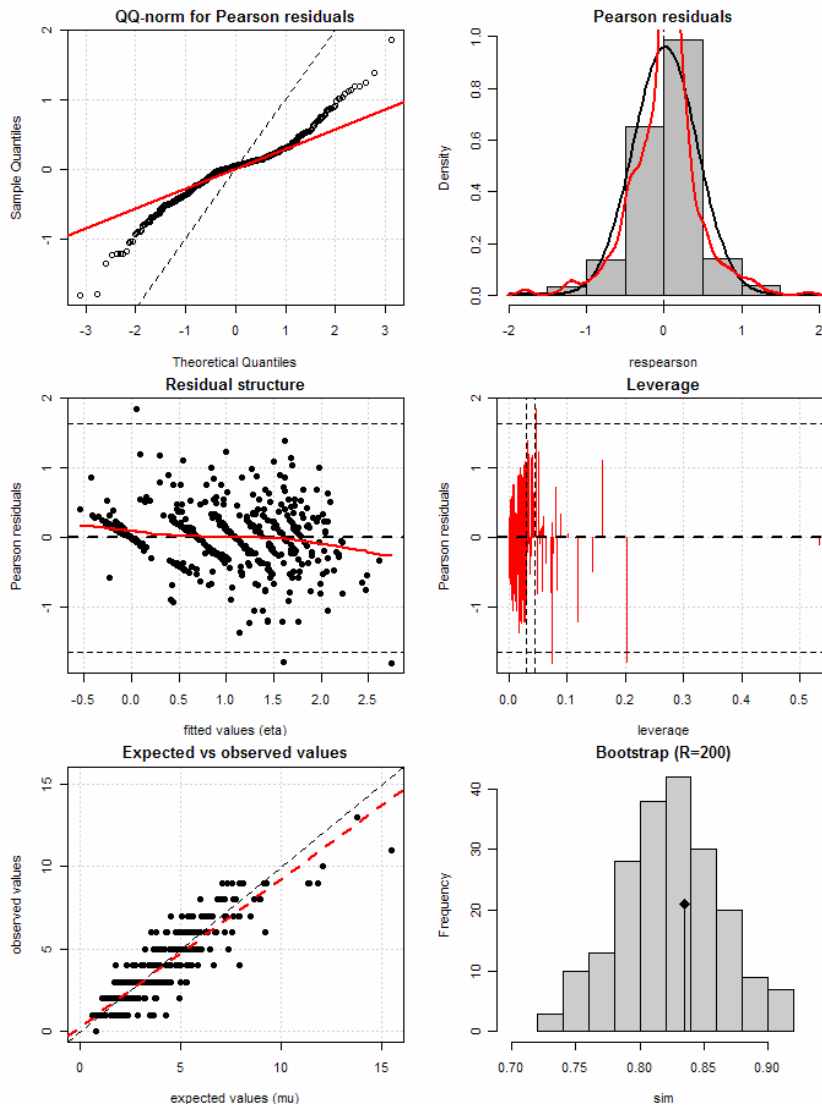 QQ-norm for Pearson residuals
Sample Quantiles
2
1
0
-1
-3 -2 -1 0 1 2 3
Theoretical Quantiles
Pearson residuals
Density
1.0
0.8
0.6
0.4
0.2
0.0
-2 -1 0 1 2
respearson
Residual structure
Pearson residuals
2
1
0
-1
-0.5 0.0 0.5 1.0 1.5 2.0 2.5
fitted values (eta)
Leverage
Pearson residuals
2
1
0
-1
0.0 0.1 0.2 0.3 0.4 0.5
leverage
Expected vs observed values
observed values
15
10
5
0
0 5 10 15
expected values (mu)
Bootstrap (R=200)
Frequency
40
30
20
10
0
0.70 0.75 0.80 0.85 0.90
sim